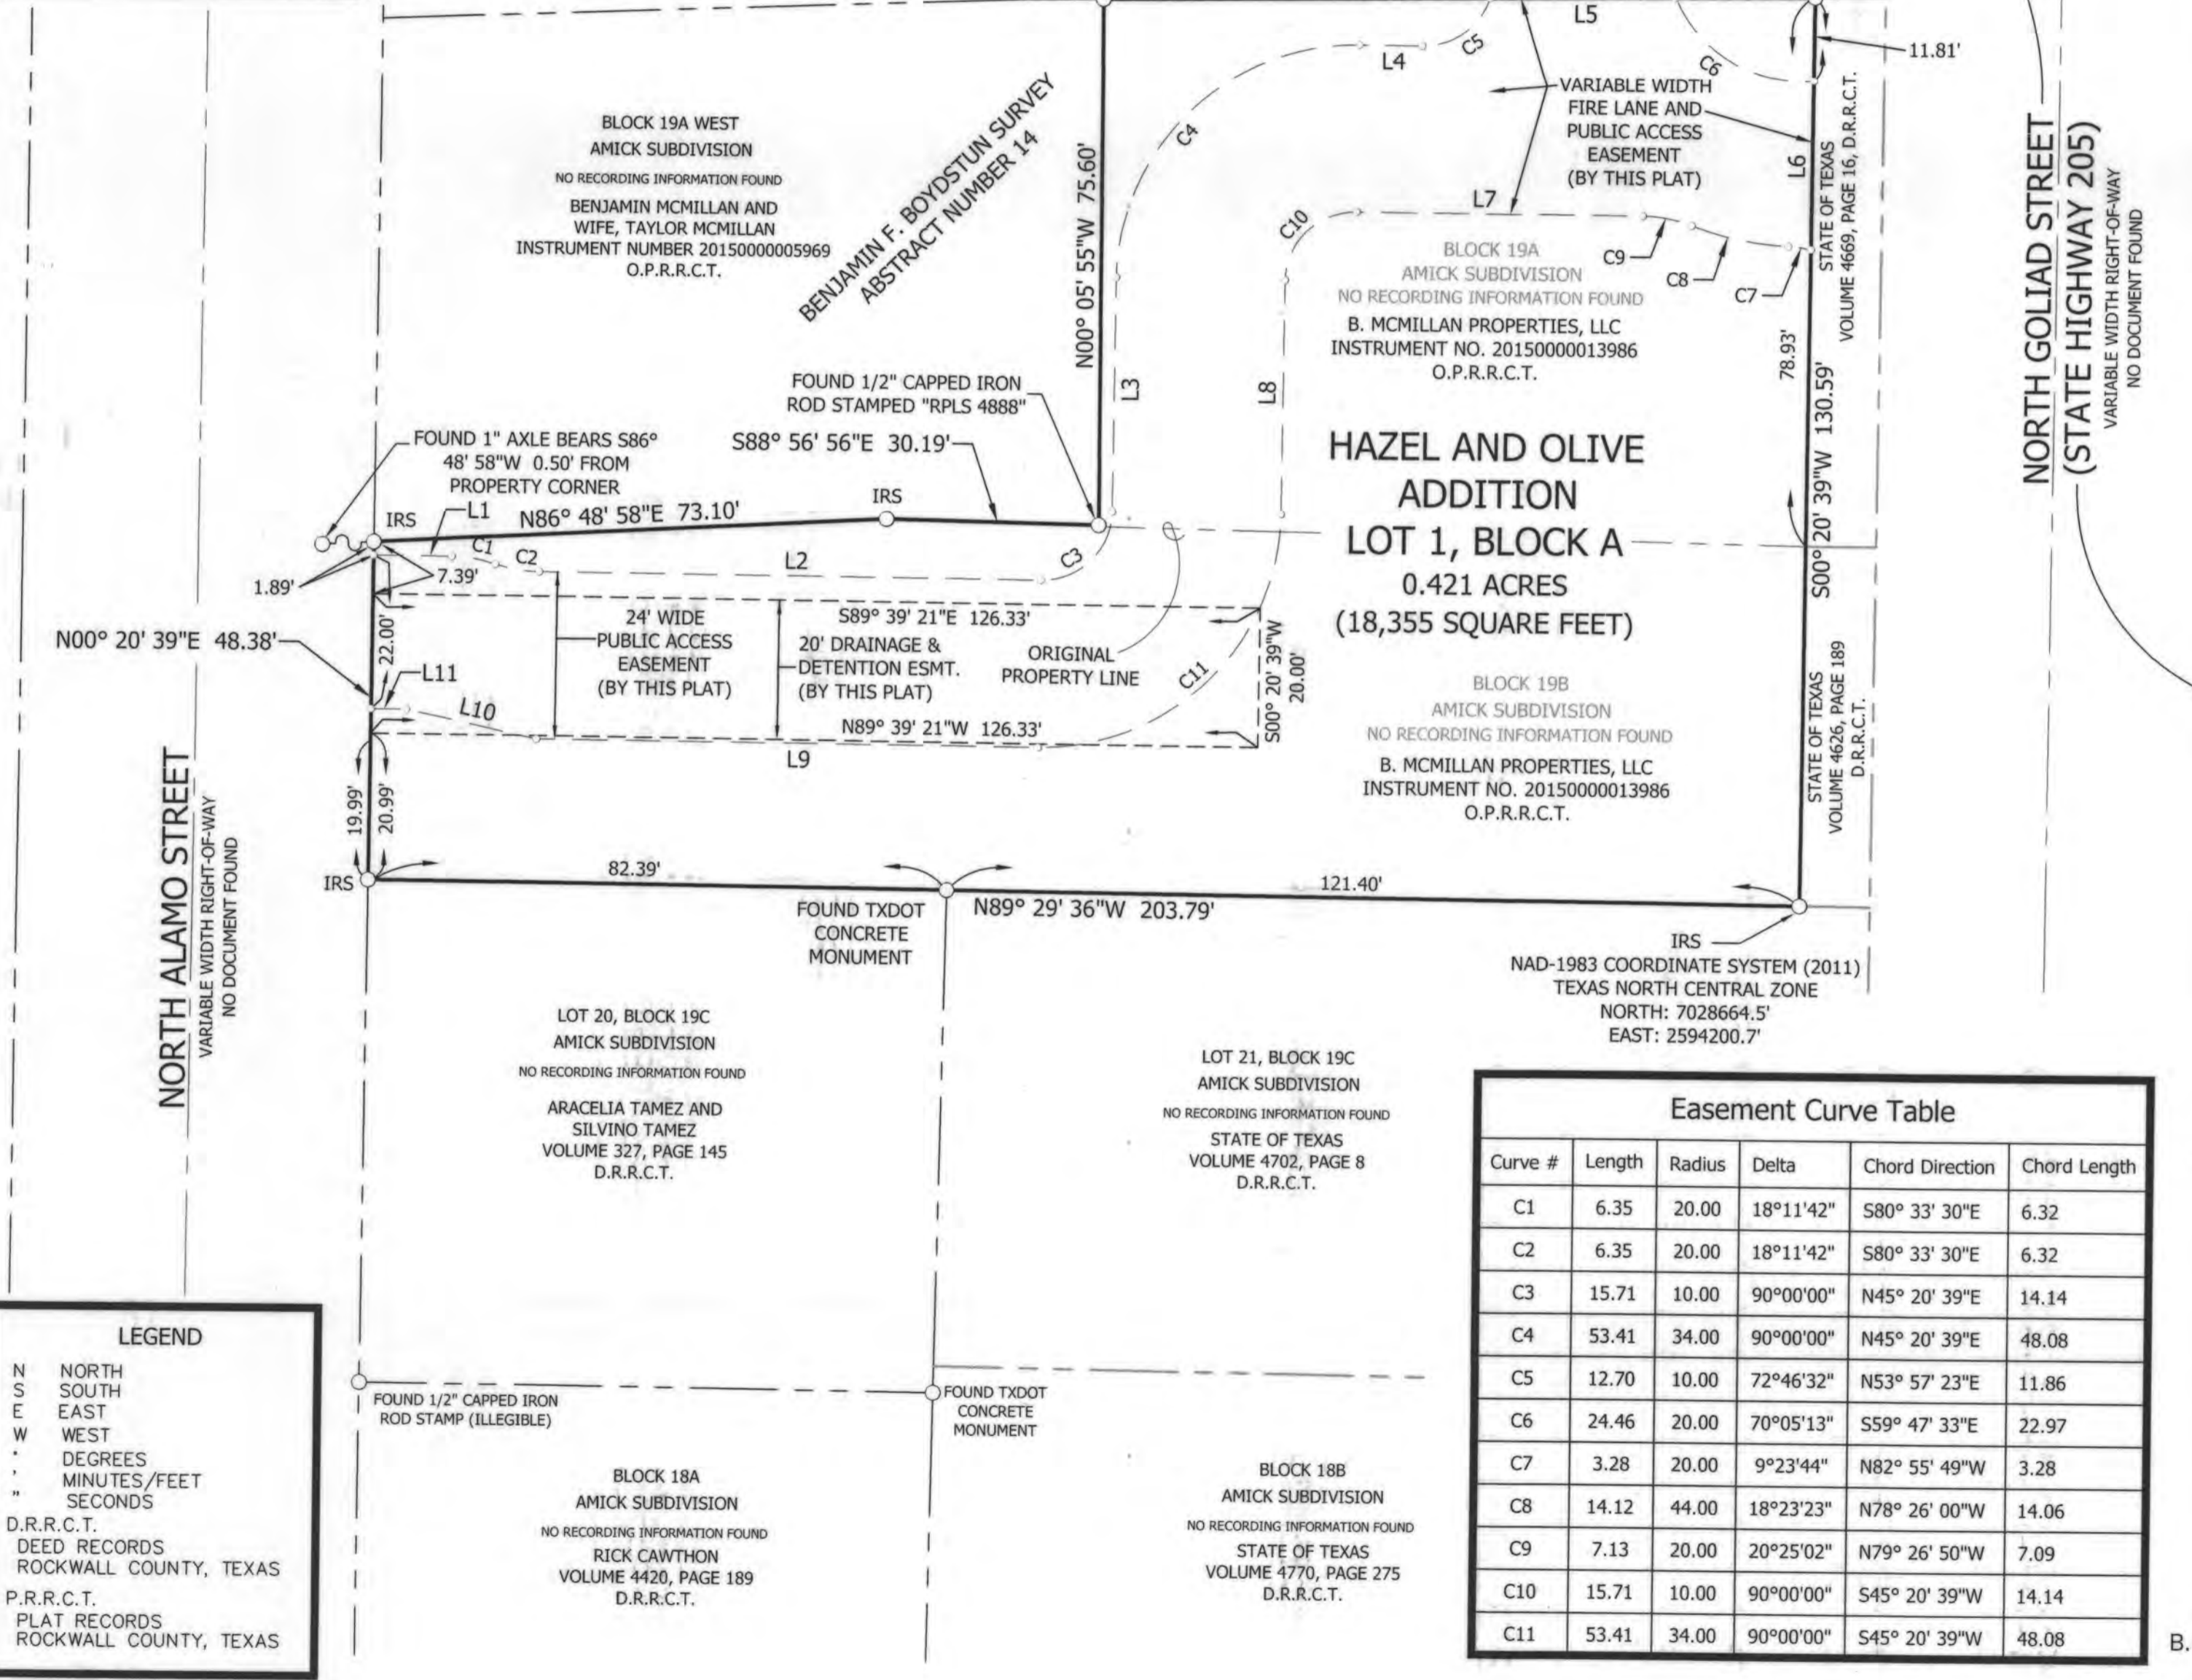 L5
11.81'
C5
L4
C6
VARIABLE WIDTH
FIRE LANE AND
PUBLIC ACCESS
EASEMENT
(BY THIS PLAT)
C4
L6
STATE OF TEXAS
VOLUME 4669, PAGE 16, D.R.R.C.T.
NORTH GOLIAD STREET
(STATE HIGHWAY 205)
VARIABLE WIDTH RIGHT-OF-WAY
NO DOCUMENT FOUND
BLOCK 19A WEST
AMICK SUBDIVISION
NO RECORDING INFORMATION FOUND
BENJAMIN MCMILLAN AND
WIFE, TAYLOR MCMILLAN
INSTRUMENT NUMBER 20150000005969
O.P.R.R.C.T.
BENJAMIN F. BOYDSTUN SURVEY
ABSTRACT NUMBER 14
N00° 05' 55"W 75.60'
L7
C10
C9
C8
C7
BLOCK 19A
AMICK SUBDIVISION
NO RECORDING INFORMATION FOUND
B. MCMILLAN PROPERTIES, LLC
INSTRUMENT NO. 20150000013986
O.P.R.R.C.T.
78.93'
S00° 20' 39"W 130.59'
L3
L8
FOUND 1/2" CAPPED IRON
ROD STAMPED "RPLS 4888"
S88° 56' 56"E 30.19'
FOUND 1" AXLE BEARS S86°
48' 58"W 0.50' FROM
PROPERTY CORNER
IRS
L1
N86° 48' 58"E 73.10'
IRS
HAZEL AND OLIVE
ADDITION
LOT 1, BLOCK A
0.421 ACRES
(18,355 SQUARE FEET)
C1
C2
L2
C3
1.89'
7.39'
N00° 20' 39"E 48.38'
22.00'
24' WIDE
PUBLIC ACCESS
EASEMENT
(BY THIS PLAT)
S89° 39' 21"E 126.33'
20' DRAINAGE &
DETENTION ESMT.
(BY THIS PLAT)
ORIGINAL
PROPERTY LINE
C11
S00° 20' 39"W
20.00'
L11
L10
N89° 39' 21"W 126.33'
L9
BLOCK 19B
AMICK SUBDIVISION
NO RECORDING INFORMATION FOUND
B. MCMILLAN PROPERTIES, LLC
INSTRUMENT NO. 20150000013986
O.P.R.R.C.T.
STATE OF TEXAS
VOLUME 4626, PAGE 189
D.R.R.C.T.
NORTH ALAMO STREET
VARIABLE WIDTH RIGHT-OF-WAY
NO DOCUMENT FOUND
19.99'
20.99'
IRS
82.39'
121.40'
FOUND TXDOT
CONCRETE
MONUMENT
N89° 29' 36"W 203.79'
IRS
NAD-1983 COORDINATE SYSTEM (2011)
TEXAS NORTH CENTRAL ZONE
NORTH: 7028664.5'
EAST: 2594200.7'
LOT 20, BLOCK 19C
AMICK SUBDIVISION
NO RECORDING INFORMATION FOUND
ARACELIA TAMEZ AND
SILVINO TAMEZ
VOLUME 327, PAGE 145
D.R.R.C.T.
LOT 21, BLOCK 19C
AMICK SUBDIVISION
NO RECORDING INFORMATION FOUND
STATE OF TEXAS
VOLUME 4702, PAGE 8
D.R.R.C.T.
FOUND 1/2" CAPPED IRON
ROD STAMP (ILLEGIBLE)
FOUND TXDOT
CONCRETE
MONUMENT
BLOCK 18A
AMICK SUBDIVISION
NO RECORDING INFORMATION FOUND
RICK CAWTHON
VOLUME 4420, PAGE 189
D.R.R.C.T.
BLOCK 18B
AMICK SUBDIVISION
NO RECORDING INFORMATION FOUND
STATE OF TEXAS
VOLUME 4770, PAGE 275
D.R.R.C.T.
LEGEND
N NORTH
S SOUTH
E EAST
W WEST
° DEGREES
' MINUTES/FEET
" SECONDS
D.R.R.C.T.
DEED RECORDS
ROCKWALL COUNTY, TEXAS
P.R.R.C.T.
PLAT RECORDS
ROCKWALL COUNTY, TEXAS
Easement Curve Table
Curve # Length Radius Delta Chord Direction Chord Length
C1 6.35 20.00 18°11'42" S80° 33' 30"E 6.32
C2 6.35 20.00 18°11'42" S80° 33' 30"E 6.32
C3 15.71 10.00 90°00'00" N45° 20' 39"E 14.14
C4 53.41 34.00 90°00'00" N45° 20' 39"E 48.08
C5 12.70 10.00 72°46'32" N53° 57' 23"E 11.86
C6 24.46 20.00 70°05'13" S59° 47' 33"E 22.97
C7 3.28 20.00 9°23'44" N82° 55' 49"W 3.28
C8 14.12 44.00 18°23'23" N78° 26' 00"W 14.06
C9 7.13 20.00 20°25'02" N79° 26' 50"W 7.09
C10 15.71 10.00 90°00'00" S45° 20' 39"W 14.14
C11 53.41 34.00 90°00'00" S45° 20' 39"W 48.08
B.